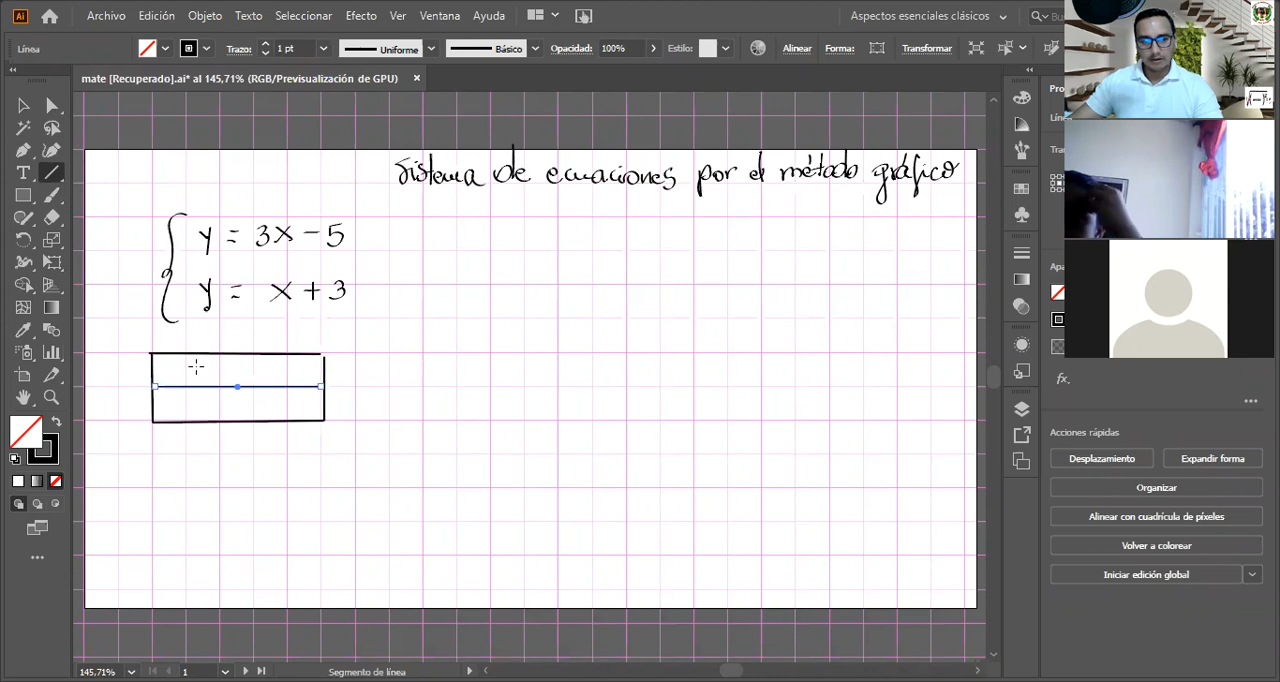 Ai Archivo Edición Objeto Texto Seleccionar Efecto Ver Ventana Ayuda Aspectos esenciales clásicos
Línea Trazo: 1 pt Uniforme Básico Opacidad: 100% Estilo: Alinear Forma: Transformar
mate [Recuperado].ai* al 145,71% (RGB/Previsualización de GPU)
Sistema de ecuaciones por el método gráfico
y = 3x - 5
y = x + 3
fx.
Acciones rápidas
Desplazamiento Expandir forma
Organizar
Alinear con cuadrícula de píxeles
Volver a colorear
Iniciar edición global
145,71% 1 Segmento de línea